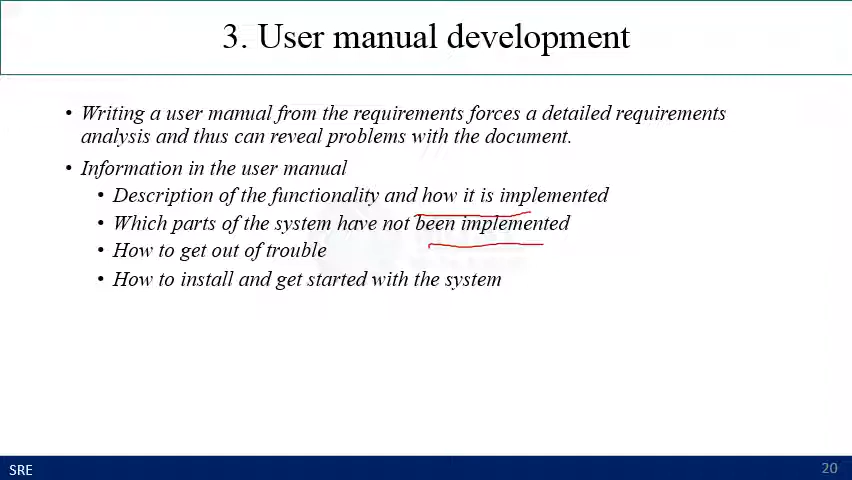 3. User manual development
• Writing a user manual from the requirements forces a detailed requirements
analysis and thus can reveal problems with the document.
• Information in the user manual
• Description of the functionality and how it is implemented
• Which parts of the system have not been implemented
• How to get out of trouble
• How to install and get started with the system
SRE
20